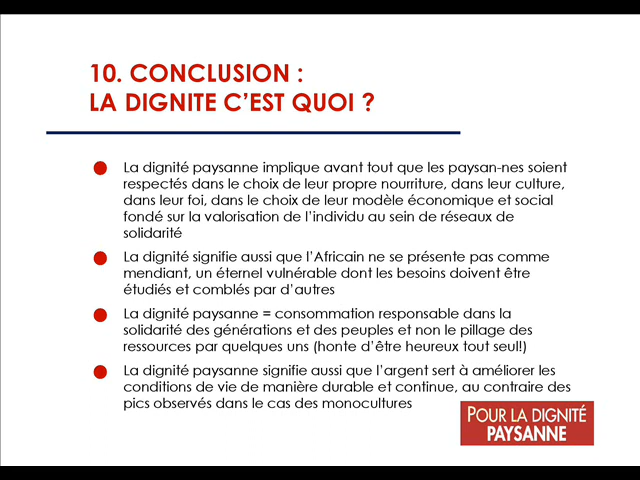 10. CONCLUSION :
LA DIGNITE C'EST QUOI ?
La dignité paysanne implique avant tout que les paysan-nes soient
respectés dans le choix de leur propre nourriture, dans leur culture,
dans leur foi, dans le choix de leur modèle économique et social
fondé sur la valorisation de l'individu au sein de réseaux de
solidarité
La dignité signifie aussi que l'Africain ne se présente pas comme
mendiant, un éternel vulnérable dont les besoins doivent être
étudiés et comblés par d'autres
La dignité paysanne = consommation responsable dans la
solidarité des générations et des peuples et non le pillage des
ressources par quelques uns (honte d'être heureux tout seul!)
La dignité paysanne signifie aussi que l'argent sert à améliorer les
conditions de vie de manière durable et continue, au contraire des
pics observés dans le cas des monocultures
POUR LA DIGNITÉ
PAYSANNE